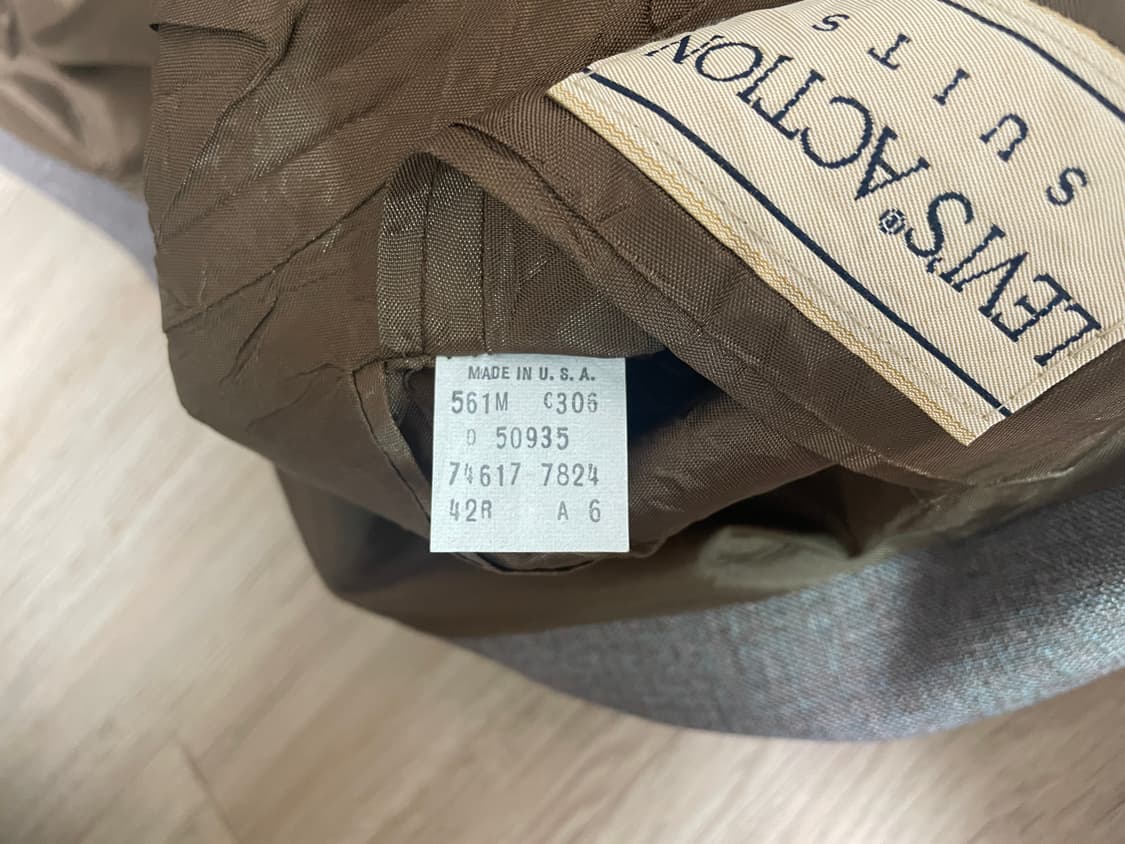 LEVI'S® ACTION
SUITS
MADE IN U. S. A.
561M C306
D 50935
74617 7824
42R A 6